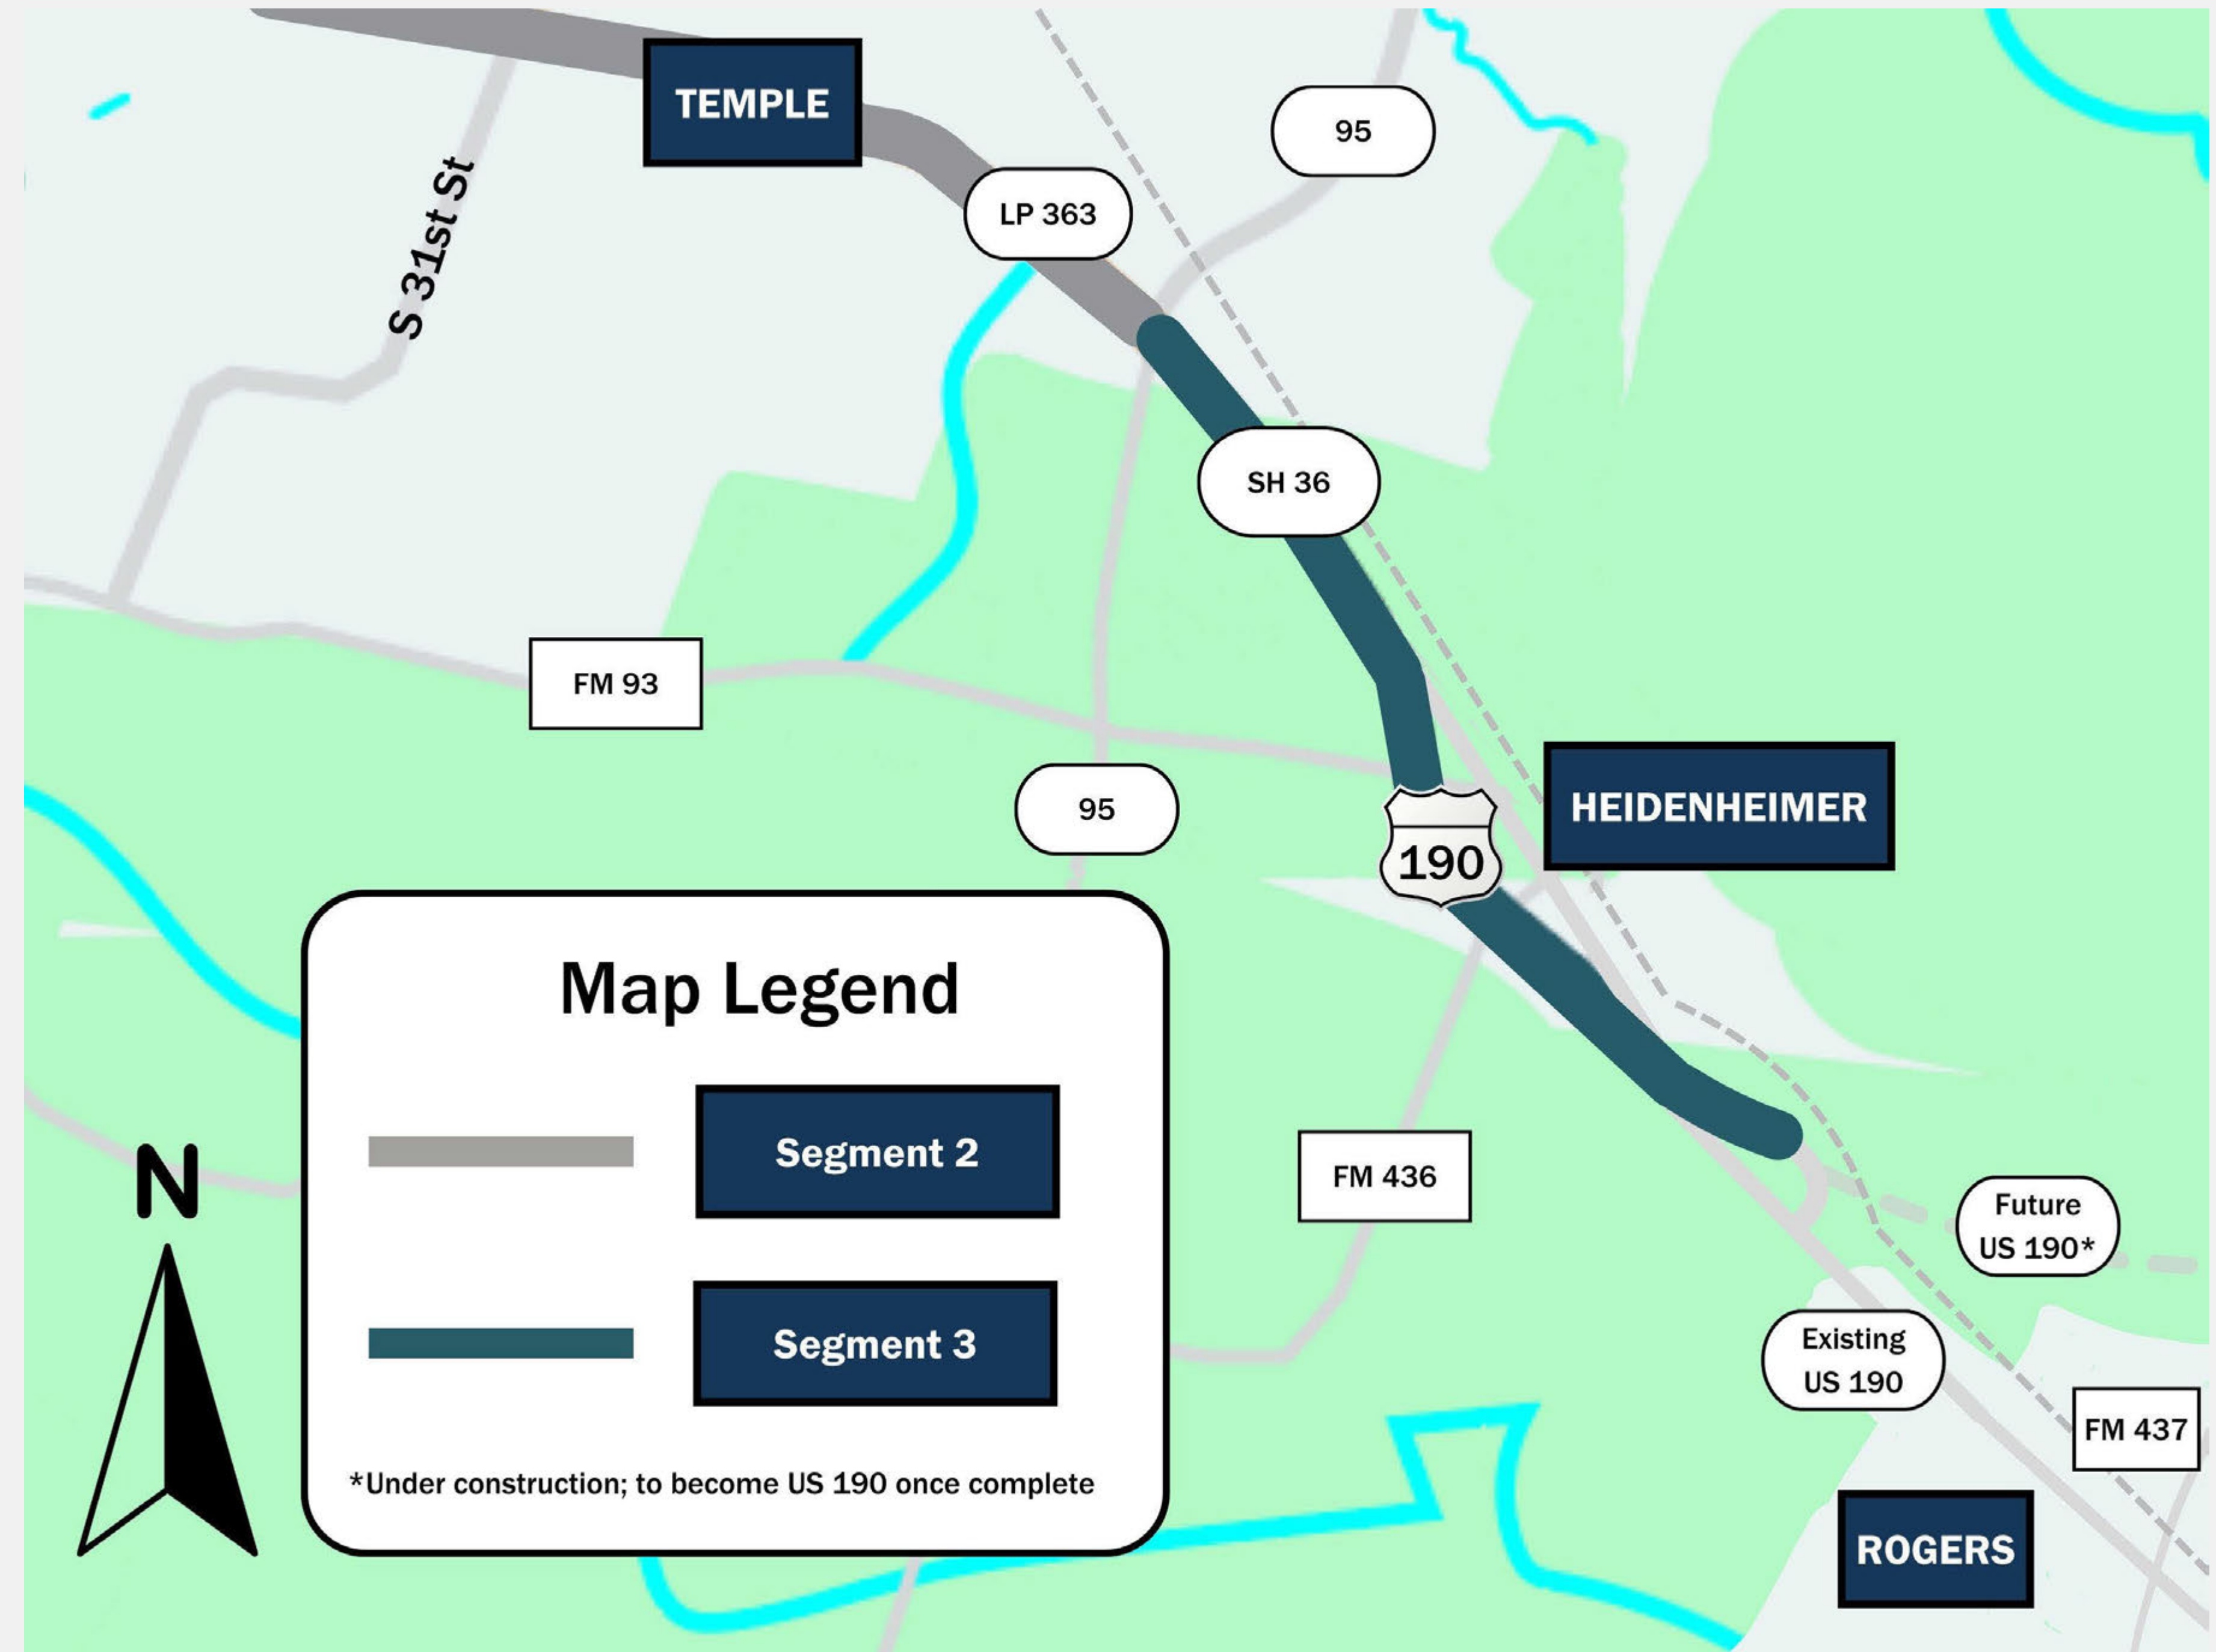 TEMPLE
95
S 31st St
LP 363
SH 36
FM 93
HEIDENHEIMER
95
190
Map Legend
Segment 2
Segment 3
*Under construction; to become US 190 once complete
N
FM 436
Future
US 190*
Existing
US 190
FM 437
ROGERS